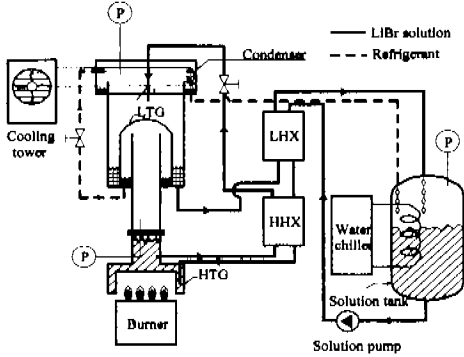 P
LiBr solution
Refrigerant
Condenser
Cooling
tower
LTG
LHX
P
HHX
Water
chiller
P
HTG
Solution tank
Burner
Solution pump